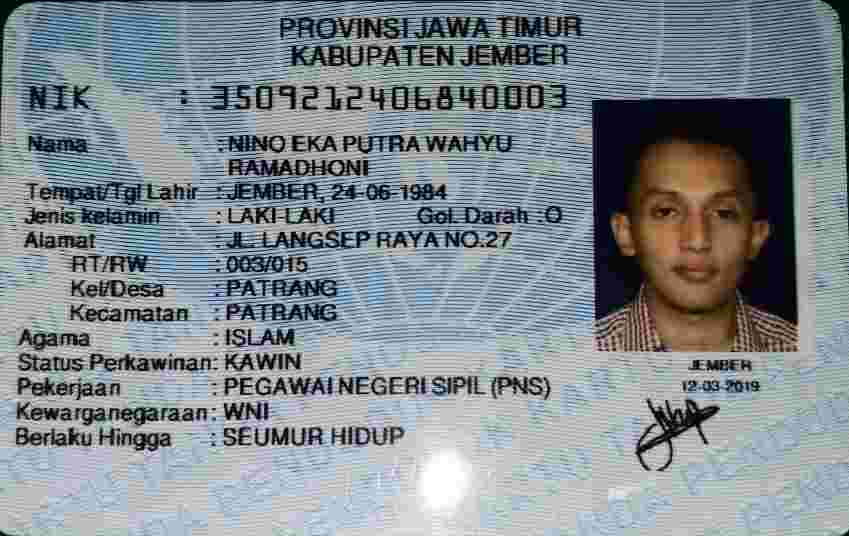 PROVINSI JAWA TIMUR
KABUPATEN JEMBER
NIK : 3509212406840003
Nama : NINO EKA PUTRA WAHYU
RAMADHONI
Tempat/Tgl Lahir : JEMBER, 24-06-1984
Jenis kelamin : LAKI-LAKI Gol. Darah : O
Alamat : JL. LANGSEP RAYA NO.27
RT/RW : 003/015
Kel/Desa : PATRANG
Kecamatan : PATRANG
Agama : ISLAM
Status Perkawinan: KAWIN
Pekerjaan : PEGAWAI NEGERI SIPIL (PNS)
Kewarganegaraan: WNI
Berlaku Hingga : SEUMUR HIDUP
JEMBER
12-03-2019